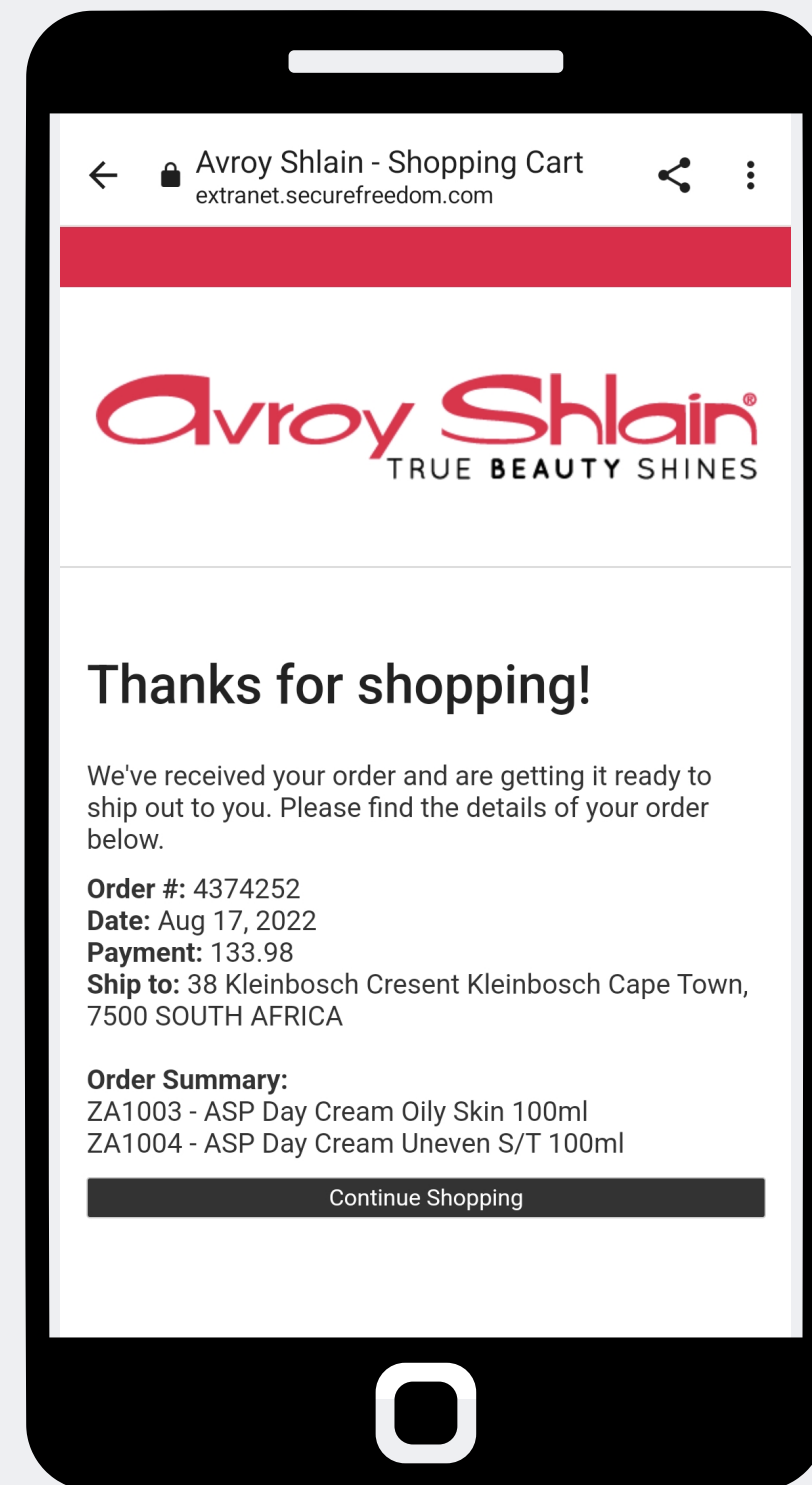 Avroy Shlain - Shopping Cart
extranet.securefreedom.com
avroy Shlain®
TRUE BEAUTY SHINES
Thanks for shopping!
We've received your order and are getting it ready to
ship out to you. Please find the details of your order
below.
Order #: 4374252
Date: Aug 17, 2022
Payment: 133.98
Ship to: 38 Kleinbosch Cresent Kleinbosch Cape Town,
7500 SOUTH AFRICA
Order Summary:
ZA1003 - ASP Day Cream Oily Skin 100ml
ZA1004 - ASP Day Cream Uneven S/T 100ml
Continue Shopping